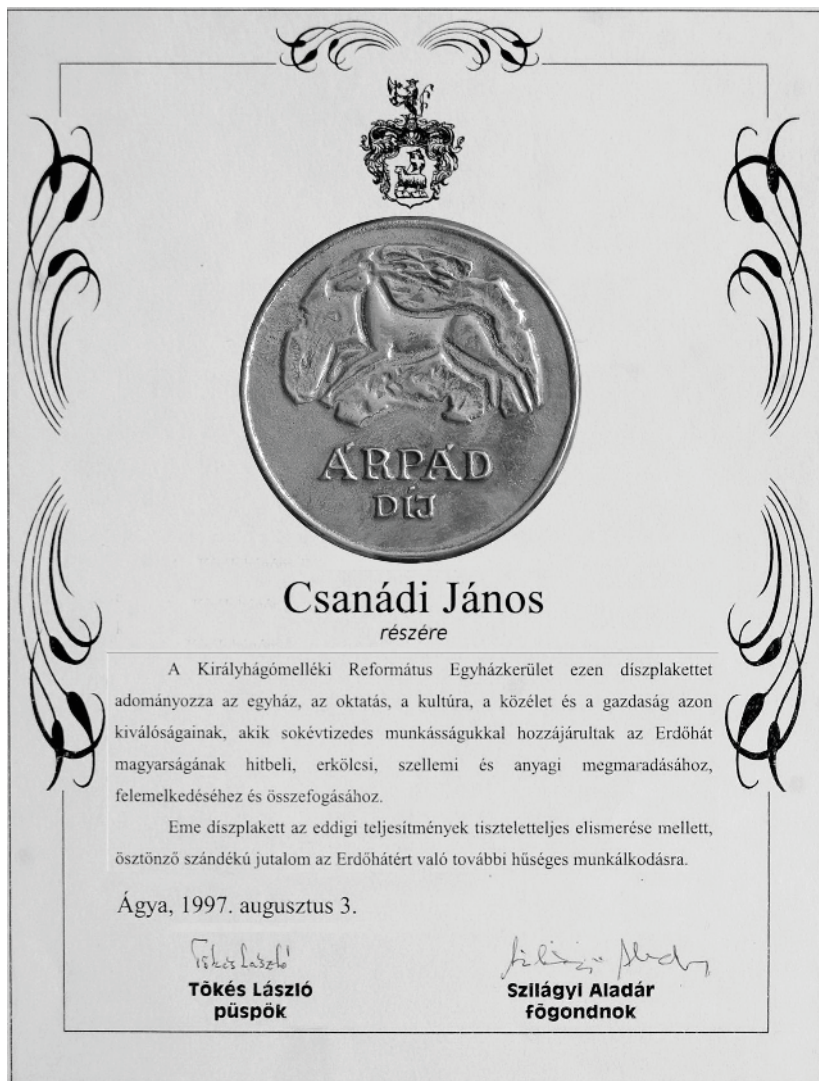 ÁRPÁD
DÍJ
Csanádi János
részére
A Királyhágómelléki Református Egyházkerület ezen díszplakettet
adományozza az egyház, az oktatás, a kultúra, a közélet és a gazdaság azon
kiválóságainak, akik sokévtizedes munkásságukkal hozzájárultak az Erdőhát
magyarságának hitbeli, erkölcsi, szellemi és anyagi megmaradásához,
felemelkedéséhez és összefogásához.
Eme díszplakett az eddigi teljesítmények tiszteletteljes elismerése mellett,
ösztönző szándékú jutalom az Erdőhátért való további hűséges munkálkodásra.
Ágya, 1997. augusztus 3.
Tőkés László
Tõkés László
püspök
Szilágyi Aladár
fõgondnok